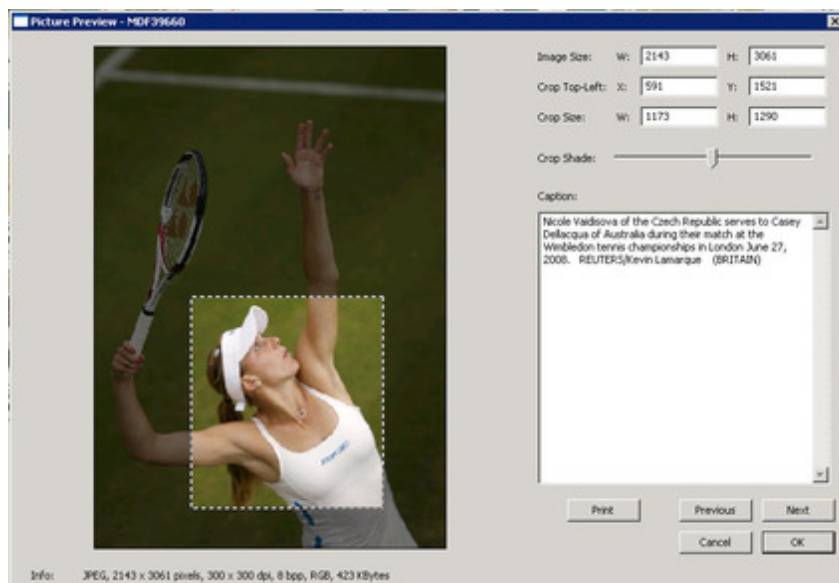 Picture Preview - MDF39660
Image Size: W: 2143 H: 3061
Crop Top-Left: X: 591 Y: 1521
Crop Size: W: 1173 H: 1290
Crop Shade:
Caption:
Nicole Vaidisova of the Czech Republic serves to Casey
Dellacqua of Australia during their match at the
Wimbledon tennis championships in London June 27,
2008. REUTERS/Kevin Lamarque (BRITAIN)
Print Previous Next
Cancel OK
Info: JPEG, 2143 x 3061 pixels, 300 x 300 dpi, 8 bpp, RGB, 423 KBytes